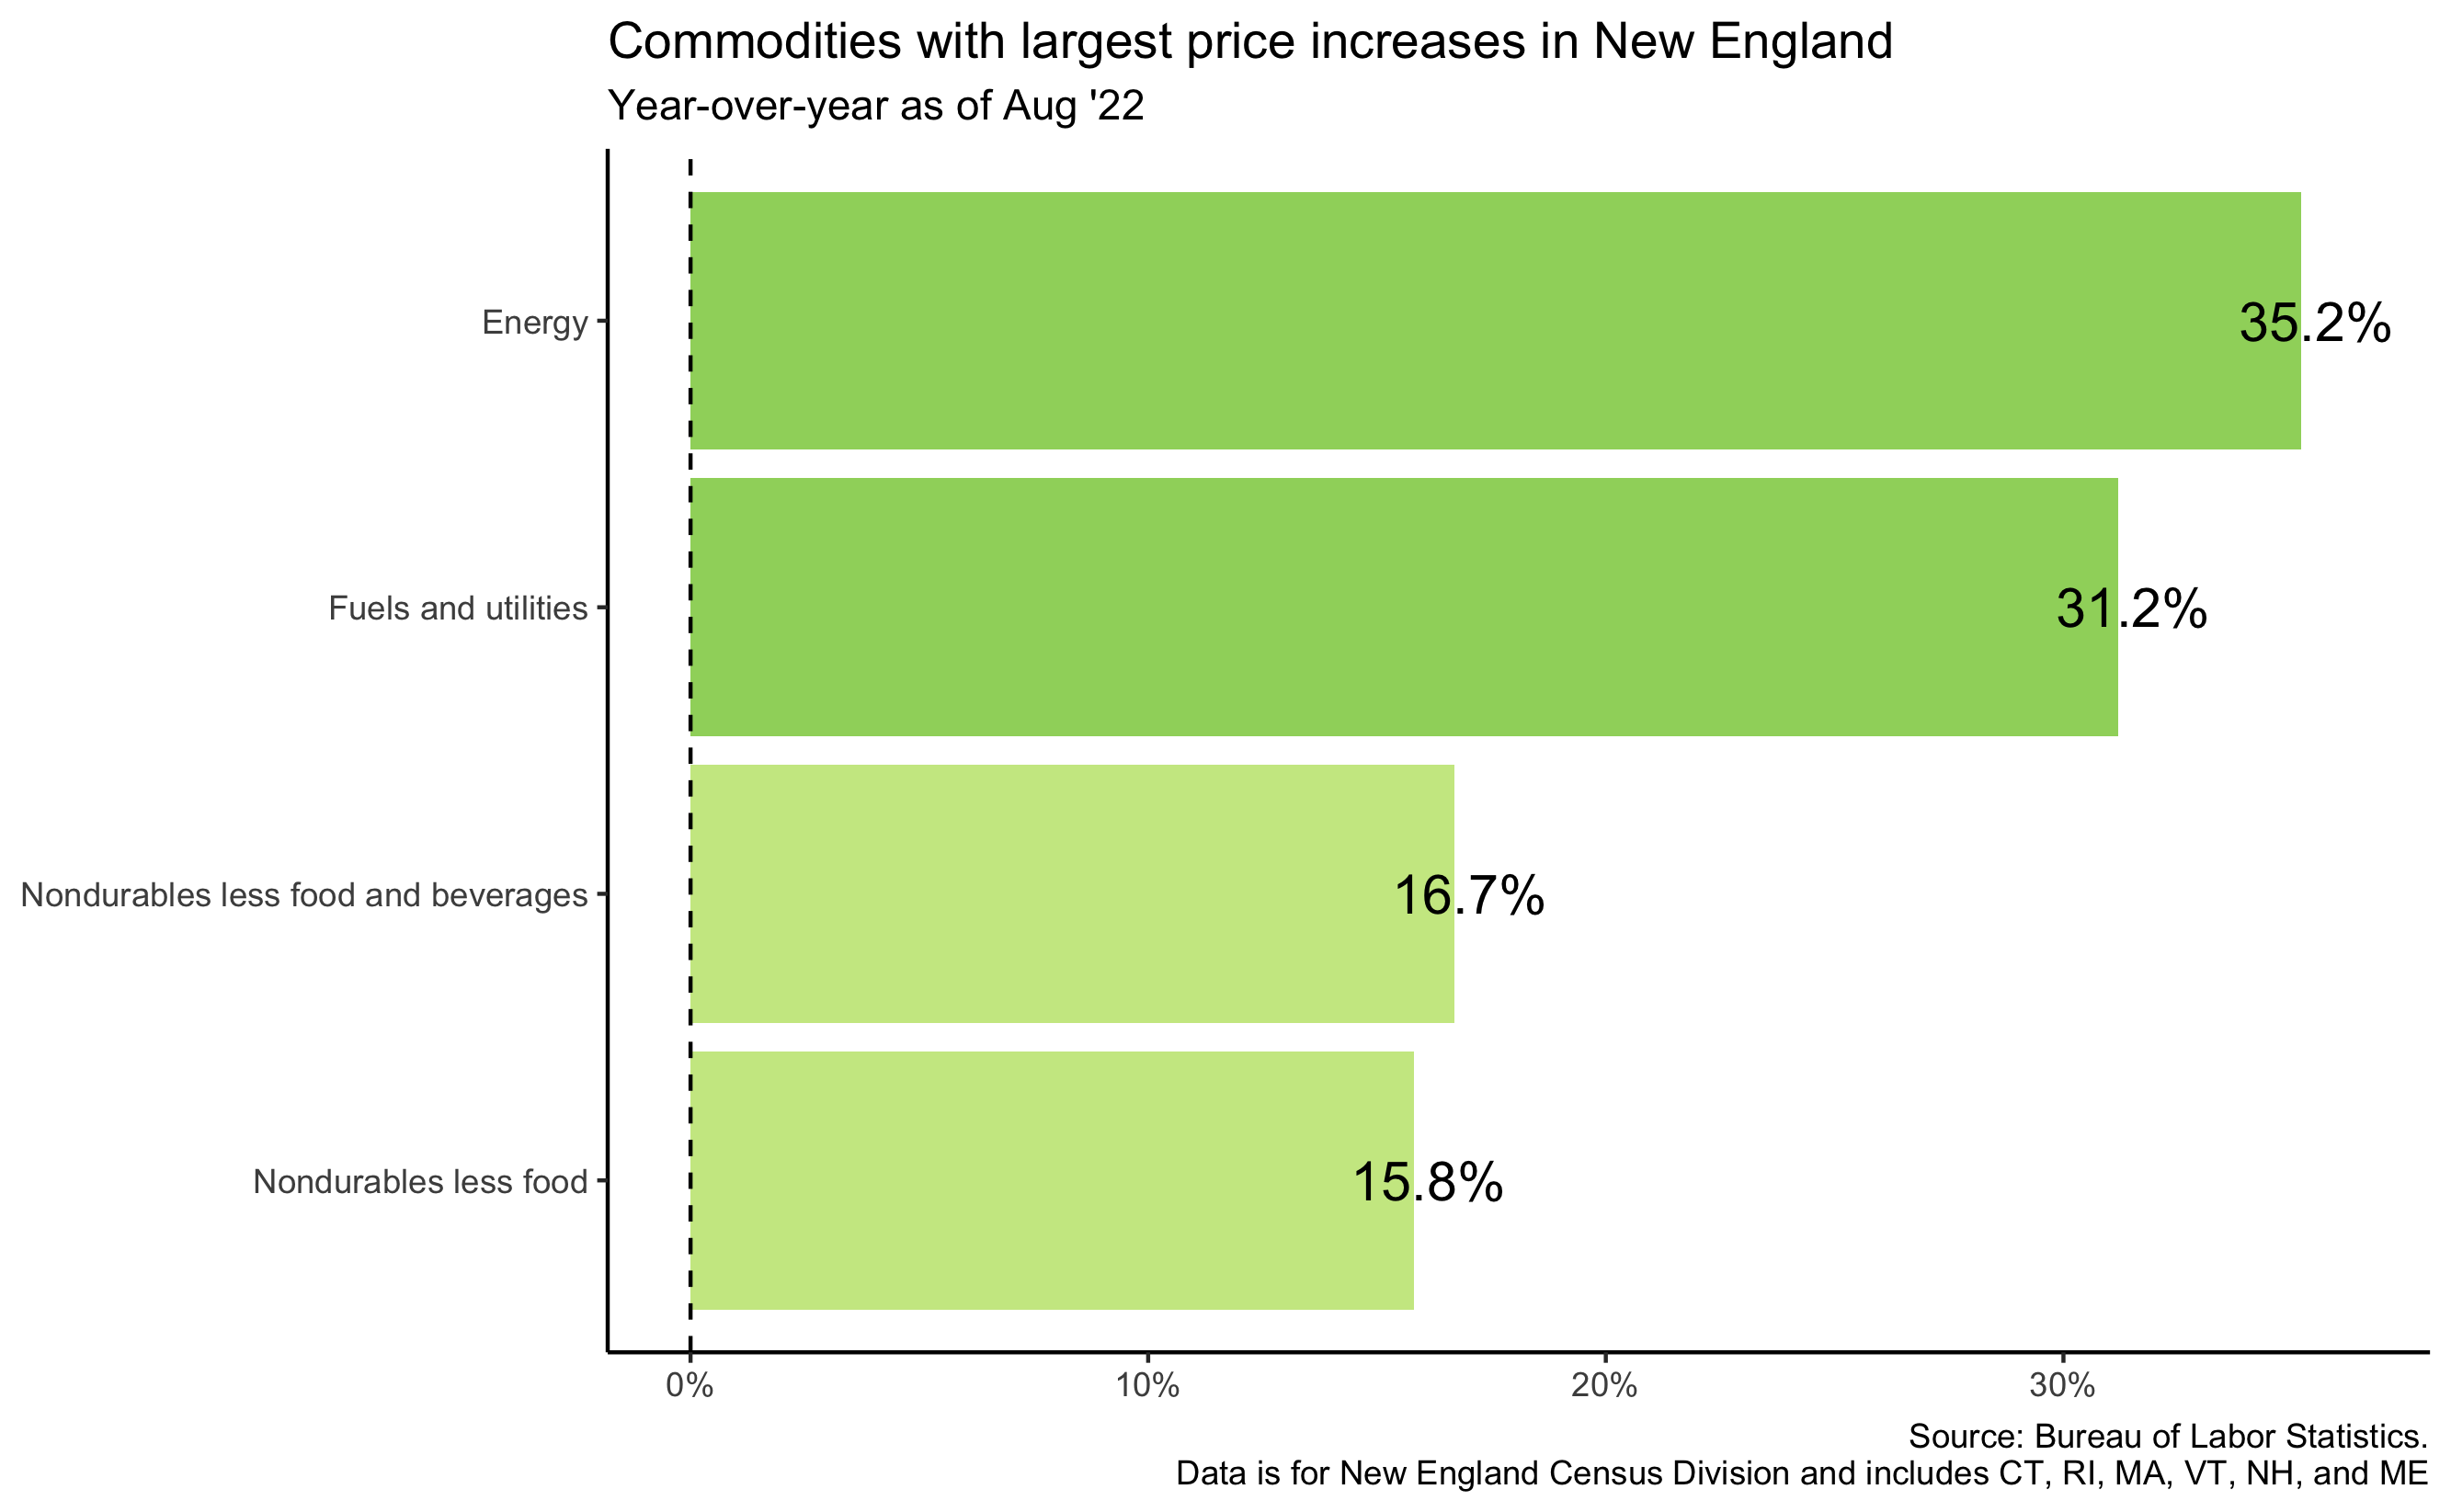 Commodities with largest price increases in New England
Year-over-year as of Aug '22
Energy
35.2%
Fuels and utilities
31.2%
Nondurables less food and beverages
16.7%
Nondurables less food
15.8%
0%
10%
20%
30%
Source: Bureau of Labor Statistics.
Data is for New England Census Division and includes CT, RI, MA, VT, NH, and ME